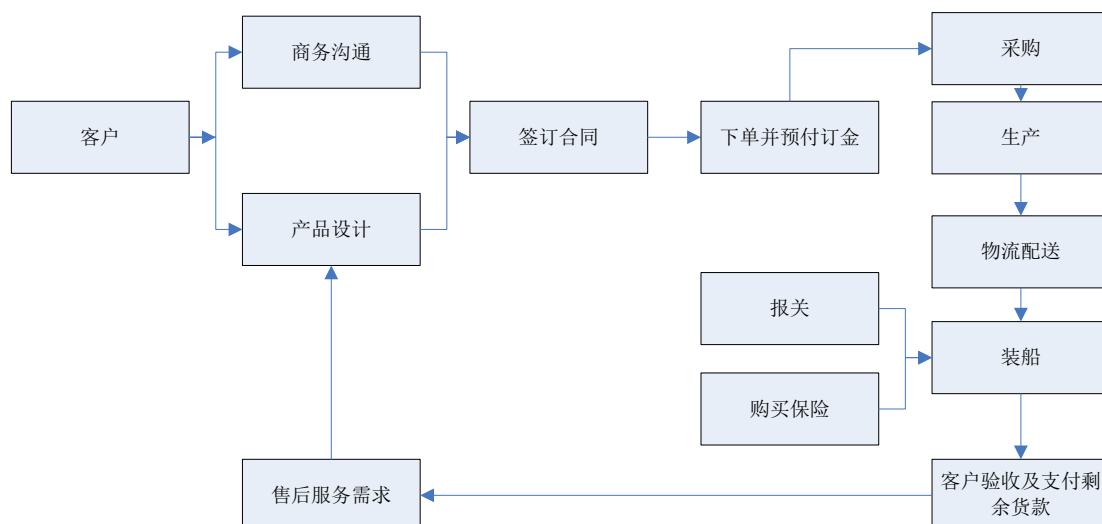 商务沟通
采购
客户
签订合同
下单并预付订金
生产
产品设计
物流配送
报关
装船
购买保险
售后服务需求
客户验收及支付剩
余货款